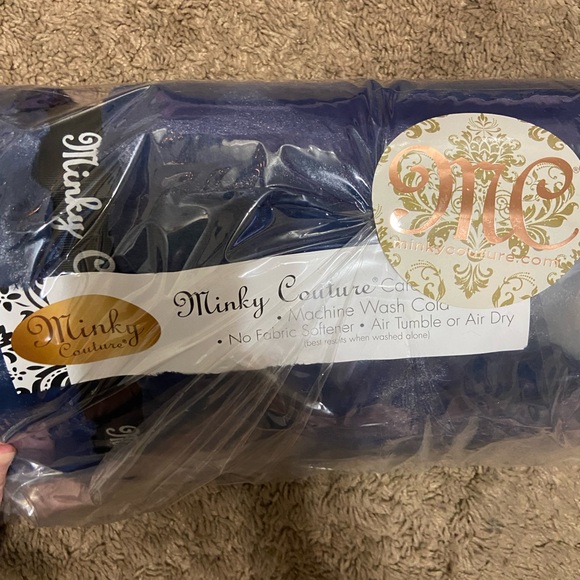 Minky C
MC
minkycouture.com
Minky Couture® Car
• Machine Wash Cold
• No Fabric Softener • Air Tumble or Air Dry
(best results when washed alone)
Minky
Couture®